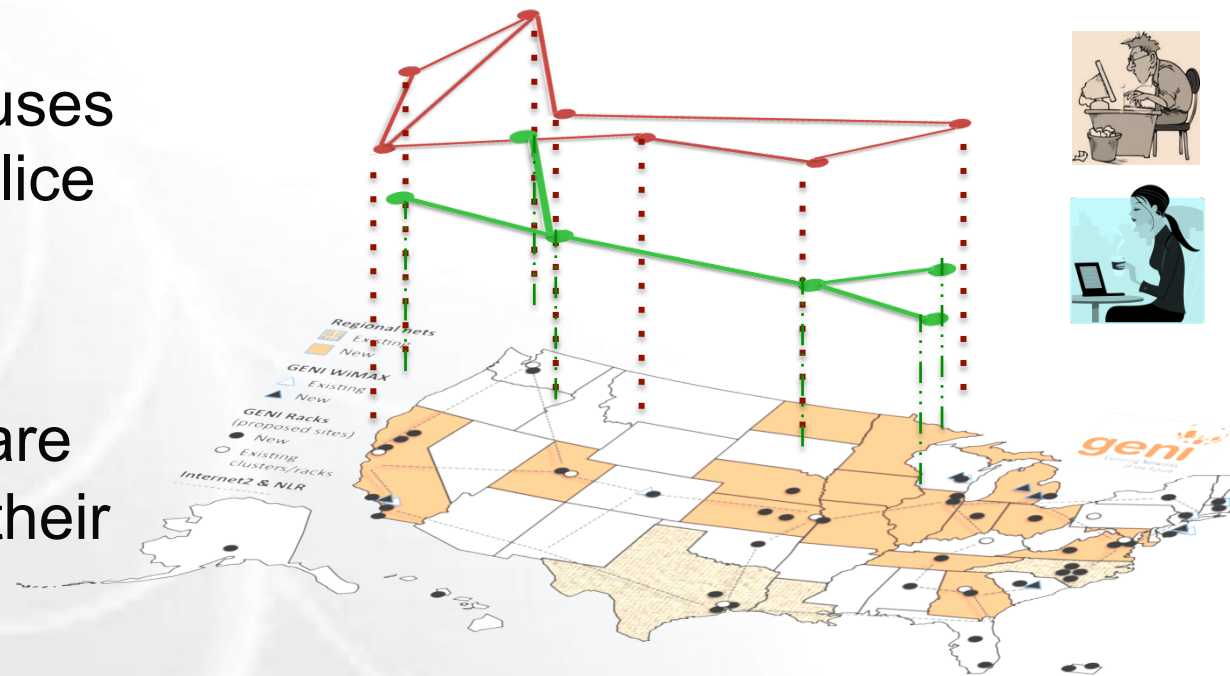 uses
lice
are
their
Regional nets
Existing
New
GENI WiMAX
Existing
New
GENI Racks
(proposed sites)
New
Existing
clusters/racks
Internet2 & NLR
geni